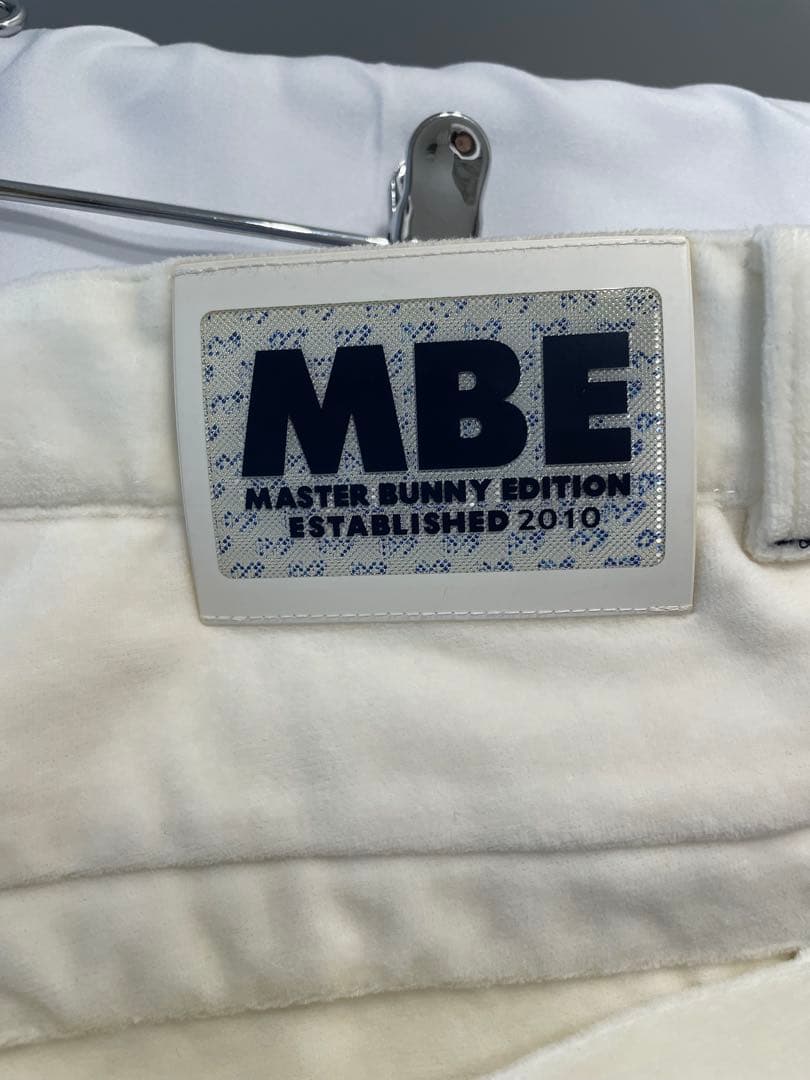 MBE
MASTER BUNNY EDITION
ESTABLISHED 2010